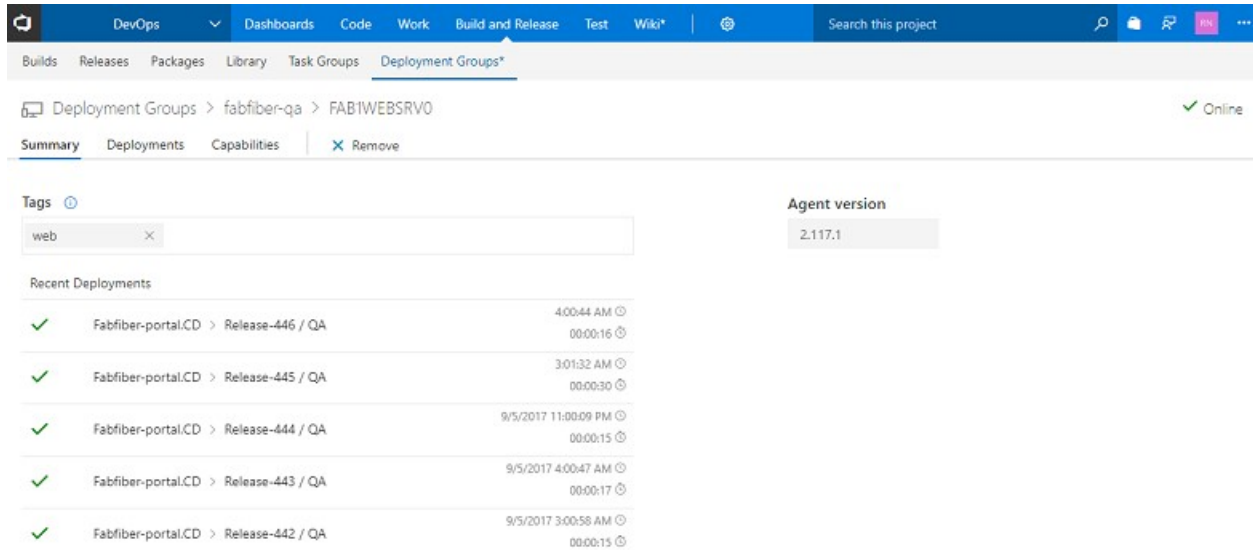 DevOps Dashboards Code Work Build and Release Test Wiki* Search this project RN
Builds Releases Packages Library Task Groups Deployment Groups*
Deployment Groups > fabfiber-qa > FAB1WEBSRV0 Online
Summary Deployments Capabilities Remove
Tags Agent version
web 2.117.1
Recent Deployments
Fabfiber-portal.CD > Release-446 / QA 4:00:44 AM
00:00:16
Fabfiber-portal.CD > Release-445 / QA 3:01:32 AM
00:00:30
Fabfiber-portal.CD > Release-444 / QA 9/5/2017 11:00:09 PM
00:00:15
Fabfiber-portal.CD > Release-443 / QA 9/5/2017 4:00:47 AM
00:00:17
Fabfiber-portal.CD > Release-442 / QA 9/5/2017 3:00:58 AM
00:00:15